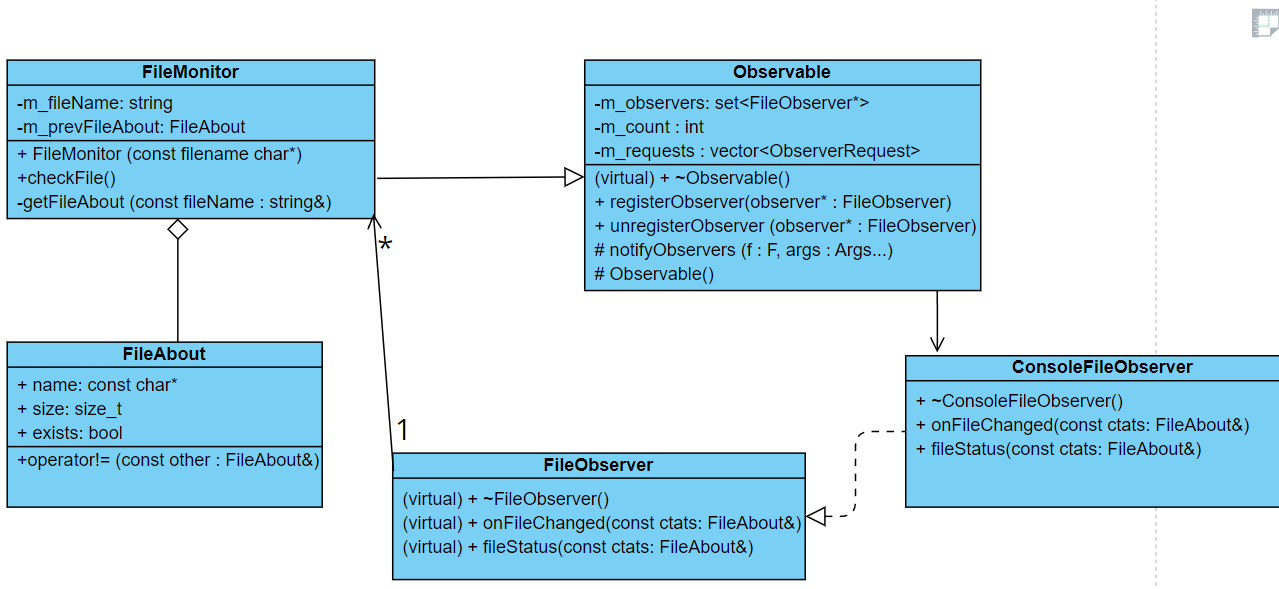 FileMonitor
-m_fileName: string
-m_prevFileAbout: FileAbout
+ FileMonitor (const filename char*)
+checkFile()
-getFileAbout (const fileName : string&)
Observable
-m_observers: set<FileObserver*>
-m_count : int
-m_requests : vector<ObserverRequest>
(virtual) + ~Observable()
+ registerObserver(observer* : FileObserver)
+ unregisterObserver (observer* : FileObserver)
# notifyObservers (f : F, args : Args...)
# Observable()
*
FileAbout
+ name: const char*
+ size: size_t
+ exists: bool
+operator!= (const other : FileAbout&)
ConsoleFileObserver
+ ~ConsoleFileObserver()
+ onFileChanged(const ctats: FileAbout&)
+ fileStatus(const ctats: FileAbout&)
1
FileObserver
(virtual) + ~FileObserver()
(virtual) + onFileChanged(const ctats: FileAbout&)
(virtual) + fileStatus(const ctats: FileAbout&)